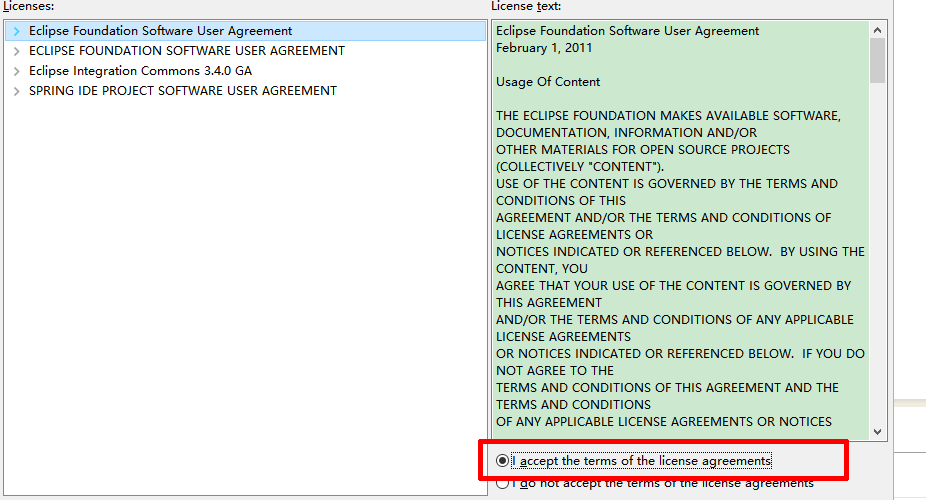 Licenses:
Eclipse Foundation Software User Agreement
ECLIPSE FOUNDATION SOFTWARE USER AGREEMENT
Eclipse Integration Commons 3.4.0 GA
SPRING IDE PROJECT SOFTWARE USER AGREEMENT
License text:
Eclipse Foundation Software User Agreement
February 1, 2011
Usage Of Content
THE ECLIPSE FOUNDATION MAKES AVAILABLE SOFTWARE,
DOCUMENTATION, INFORMATION AND/OR
OTHER MATERIALS FOR OPEN SOURCE PROJECTS
(COLLECTIVELY "CONTENT").
USE OF THE CONTENT IS GOVERNED BY THE TERMS AND
CONDITIONS OF THIS
AGREEMENT AND/OR THE TERMS AND CONDITIONS OF
LICENSE AGREEMENTS OR
NOTICES INDICATED OR REFERENCED BELOW.  BY USING THE
CONTENT, YOU
AGREE THAT YOUR USE OF THE CONTENT IS GOVERNED BY
THIS AGREEMENT
AND/OR THE TERMS AND CONDITIONS OF ANY APPLICABLE
LICENSE AGREEMENTS
OR NOTICES INDICATED OR REFERENCED BELOW.  IF YOU DO
NOT AGREE TO THE
TERMS AND CONDITIONS OF THIS AGREEMENT AND THE
TERMS AND CONDITIONS
OF ANY APPLICABLE LICENSE AGREEMENTS OR NOTICES
I accept the terms of the license agreements
I do not accept the terms of the license agreements